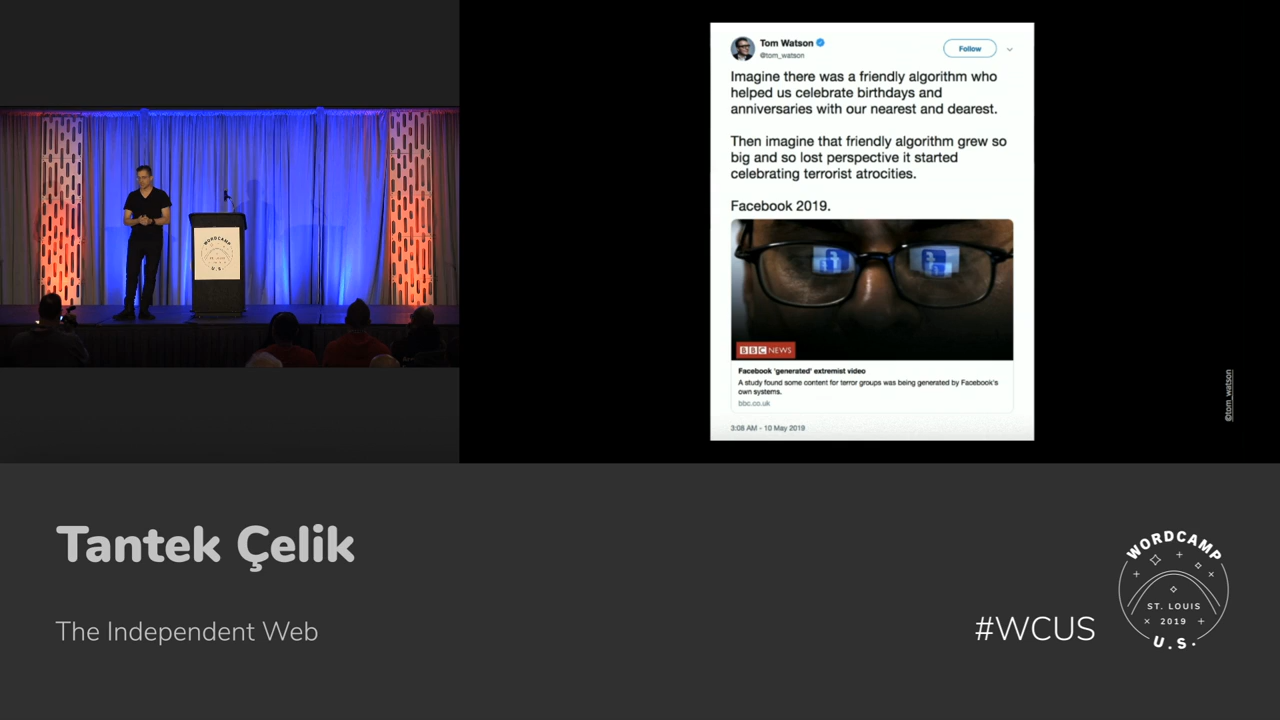 Tom Watson
@tom_watson
Follow
Imagine there was a friendly algorithm who
helped us celebrate birthdays and
anniversaries with our nearest and dearest.
Then imagine that friendly algorithm grew so
big and so lost perspective it started
celebrating terrorist atrocities.
Facebook 2019.
BBC NEWS
Facebook 'generated' extremist video
A study found some content for terror groups was being generated by Facebook's
own systems.
bbc.co.uk
3:08 AM - 10 May 2019
@tom_watson
WORDCAMP
U.S.
Tantek Çelik
The Independent Web
#WCUS
WORDCAMP
ST. LOUIS
2019
U.S.